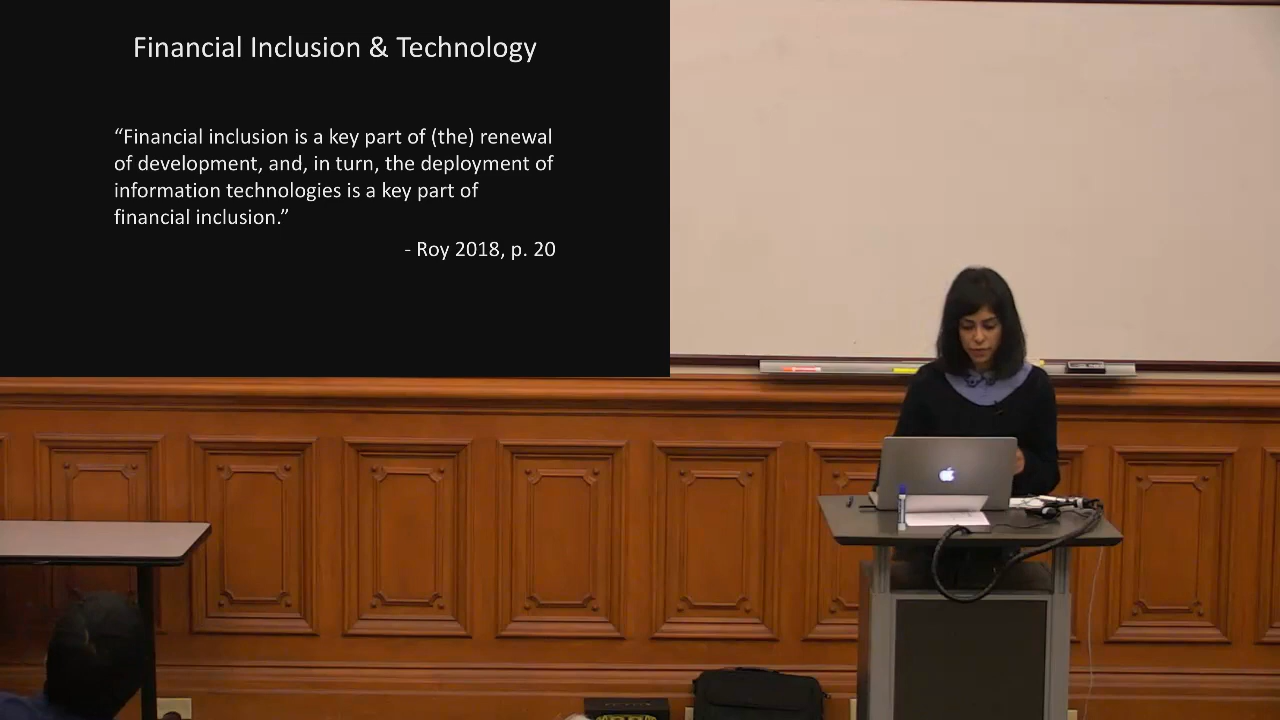 Financial Inclusion & Technology
“Financial inclusion is a key part of (the) renewal
of development, and, in turn, the deployment of
information technologies is a key part of
financial inclusion.”
- Roy 2018, p. 20